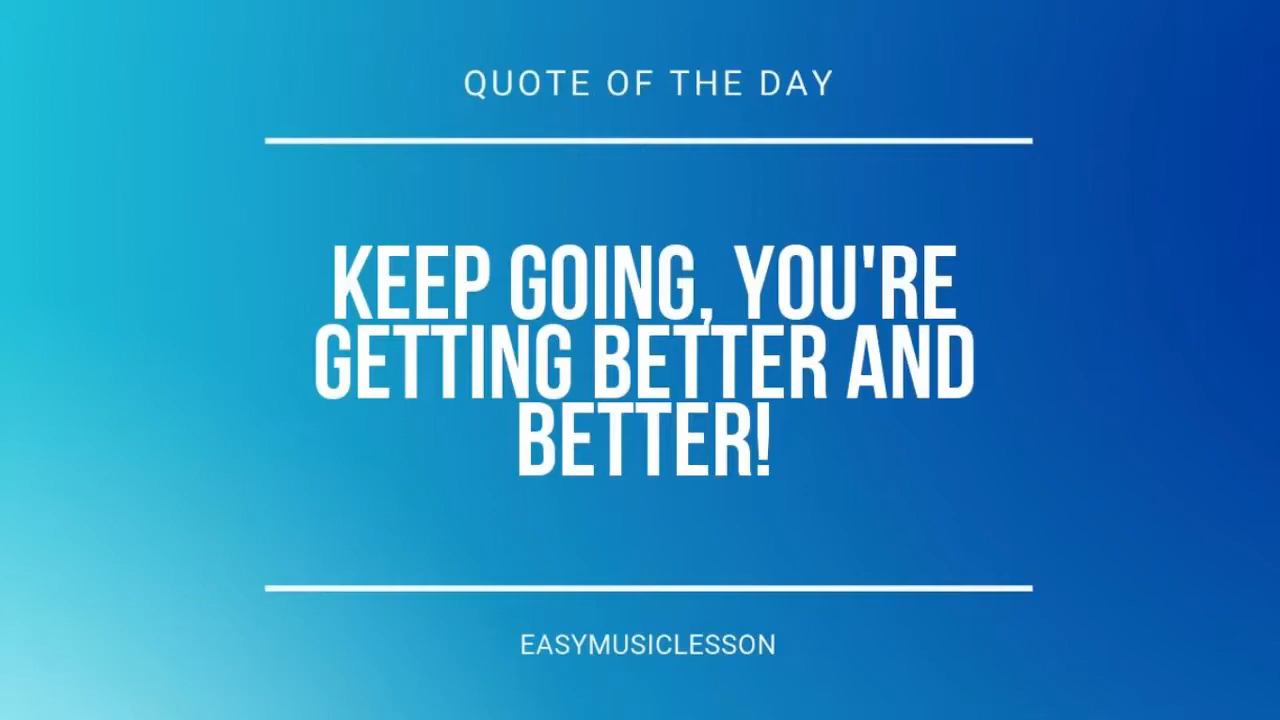 QUOTE OF THE DAY
KEEP GOING, YOU'RE
GETTING BETTER AND
BETTER!
EASYMUSICLESSON